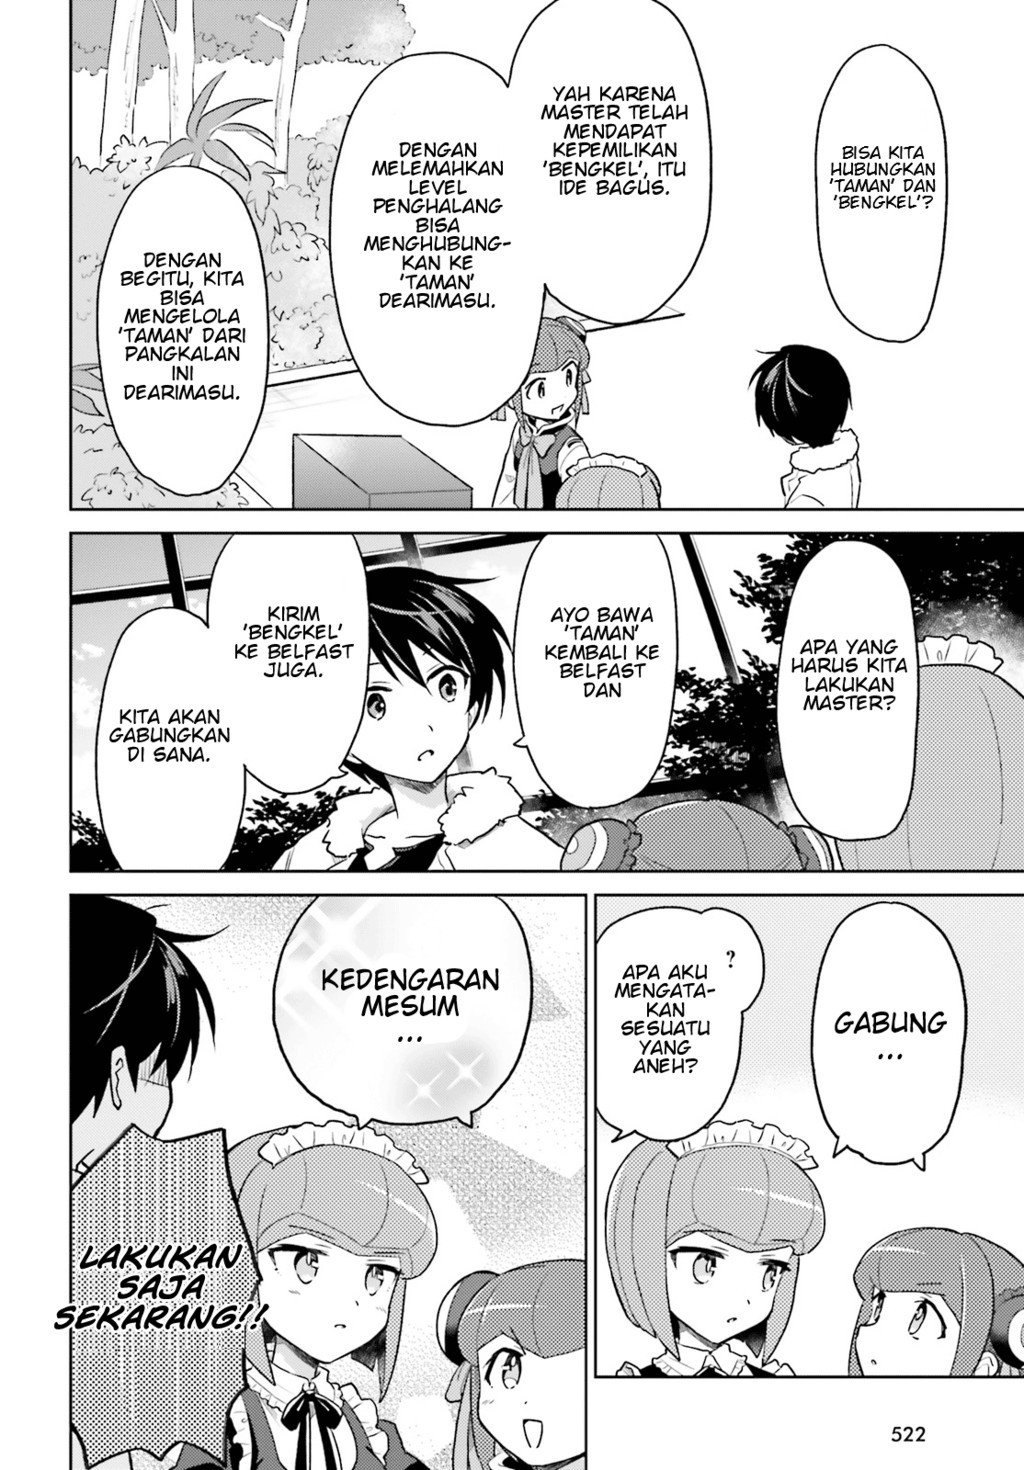 BISA KITA
HUBUNGKAN
'TAMAN' DAN
'BENGKEL'?
YAH KARENA
MASTER TELAH
MENDAPAT
KEPEMILIKAN
'BENGKEL', ITU
IDE BAGUS.
DENGAN
MELEMAHKAN
LEVEL
PENGHALANG
BISA
MENGHUBUNG-
KAN KE
'TAMAN'
DEARIMASU.
DENGAN
BEGITU, KITA
BISA
MENGELOLA
'TAMAN' DARI
PANGKALAN
INI
DEARIMASU.
APA YANG
HARUS KITA
LAKUKAN
MASTER?
AYO BAWA
'TAMAN'
KEMBALI KE
BELFAST DAN
KIRIM
'BENGKEL'
KE BELFAST
JUGA.
KITA AKAN
GABUNGKAN
DI SANA.
GABUNG
...
?
APA AKU
MENGATA-
KAN
SESUATU
YANG
ANEH?
KEDENGARAN
MESUM
...
LAKUKAN
SAJA
SEKARANG!!
522